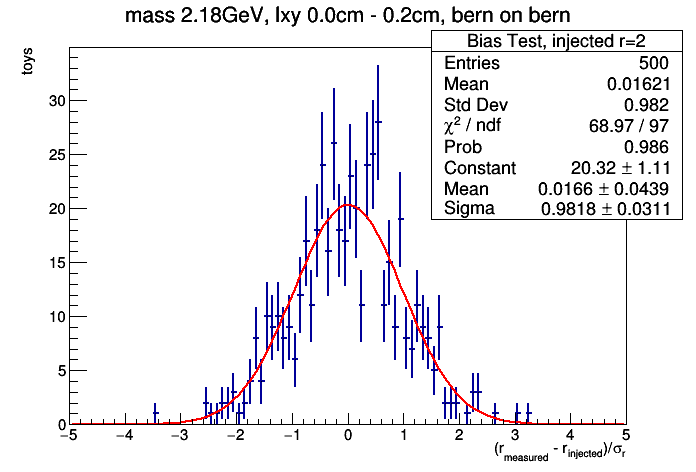 mass 2.18GeV, lxy 0.0cm - 0.2cm, bern on bern
Bias Test, injected r=2
Entries 500
Mean 0.01621
Std Dev 0.982
χ² / ndf 68.97 / 97
Prob 0.986
Constant 20.32 ± 1.11
Mean 0.0166 ± 0.0439
Sigma 0.9818 ± 0.0311
toys
30
25
20
15
10
5
0
−5 −4 −3 −2 −1 0 1 2 3 4 5
(r_measured - r_injected)/σ_r